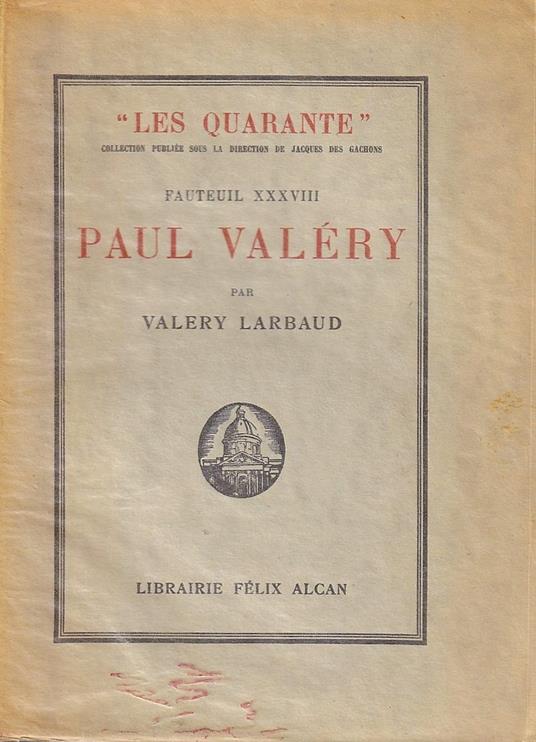 "LES QUARANTE"
COLLECTION PUBLIÉE SOUS LA DIRECTION DE JACQUES DES GACHONS
FAUTEUIL XXXVIII
PAUL VALÉRY
PAR
VALERY LARBAUD
LIBRAIRIE FÉLIX ALCAN